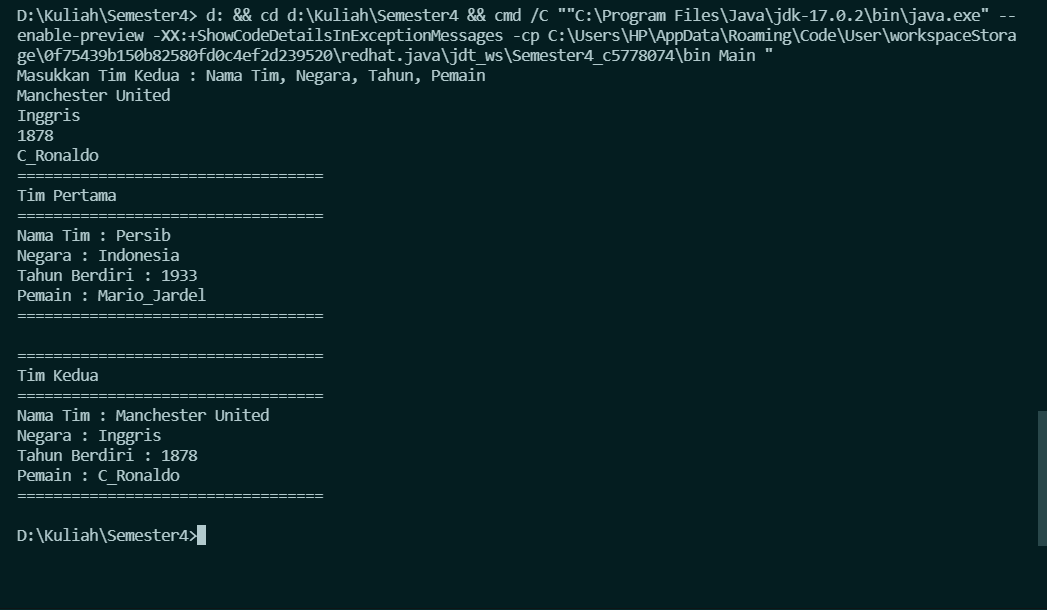 D:\Kuliah\Semester4> d: && cd d:\Kuliah\Semester4 && cmd /C ""C:\Program Files\Java\jdk-17.0.2\bin\java.exe" --
enable-preview -XX:+ShowCodeDetailsInExceptionMessages -cp C:\Users\HP\AppData\Roaming\Code\User\workspaceStora
ge\0f75439b150b82580fd0c4ef2d239520\redhat.java\jdt_ws\Semester4_c5778074\bin Main "
Masukkan Tim Kedua : Nama Tim, Negara, Tahun, Pemain
Manchester United
Inggris
1878
C_Ronaldo
==================================
Tim Pertama
==================================
Nama Tim : Persib
Negara : Indonesia
Tahun Berdiri : 1933
Pemain : Mario_Jardel
==================================

==================================
Tim Kedua
==================================
Nama Tim : Manchester United
Negara : Inggris
Tahun Berdiri : 1878
Pemain : C_Ronaldo
==================================

D:\Kuliah\Semester4>